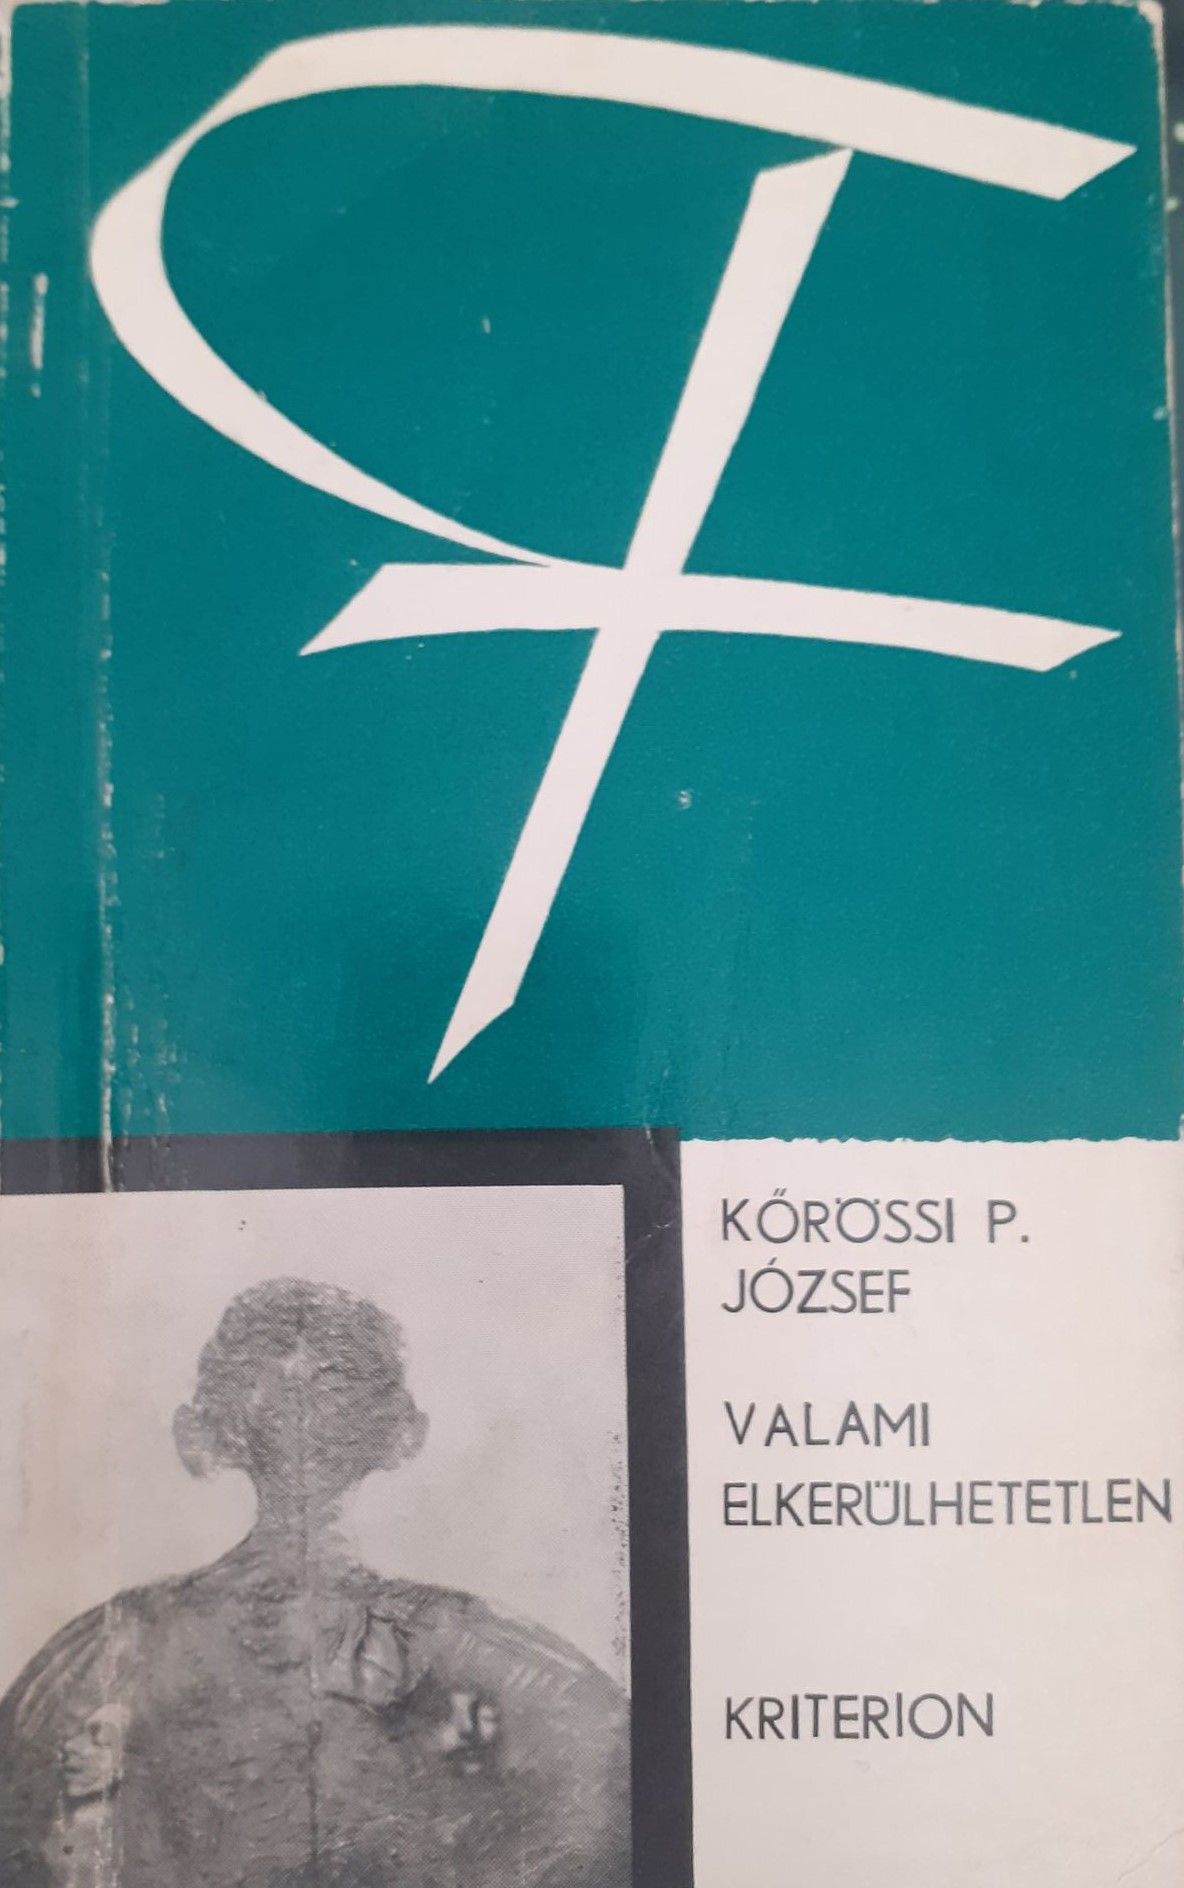 F
KŐRÖSSI P.
JÓZSEF
VALAMI
ELKERÜLHETETLEN
KRITERION